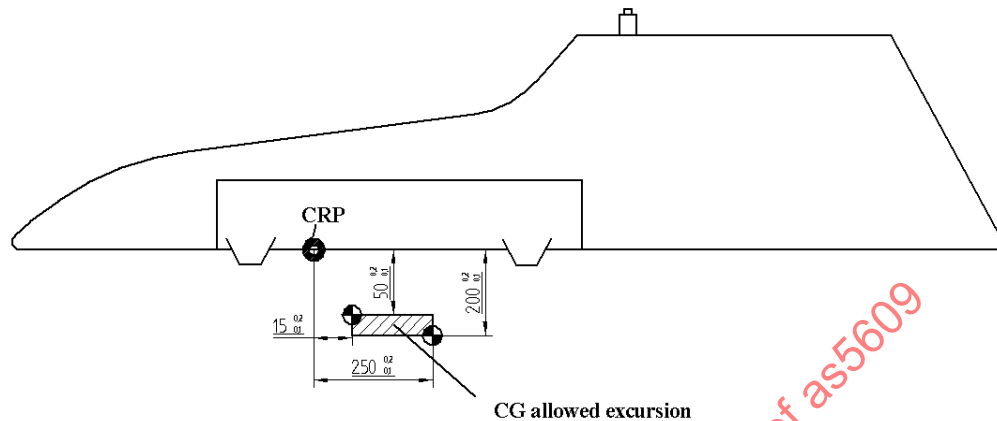 CRP
50 0,2 0,1
200 0,2 0,1
15 0,2 0,1
250 0,2 0,1
CG allowed excursion
of as5609